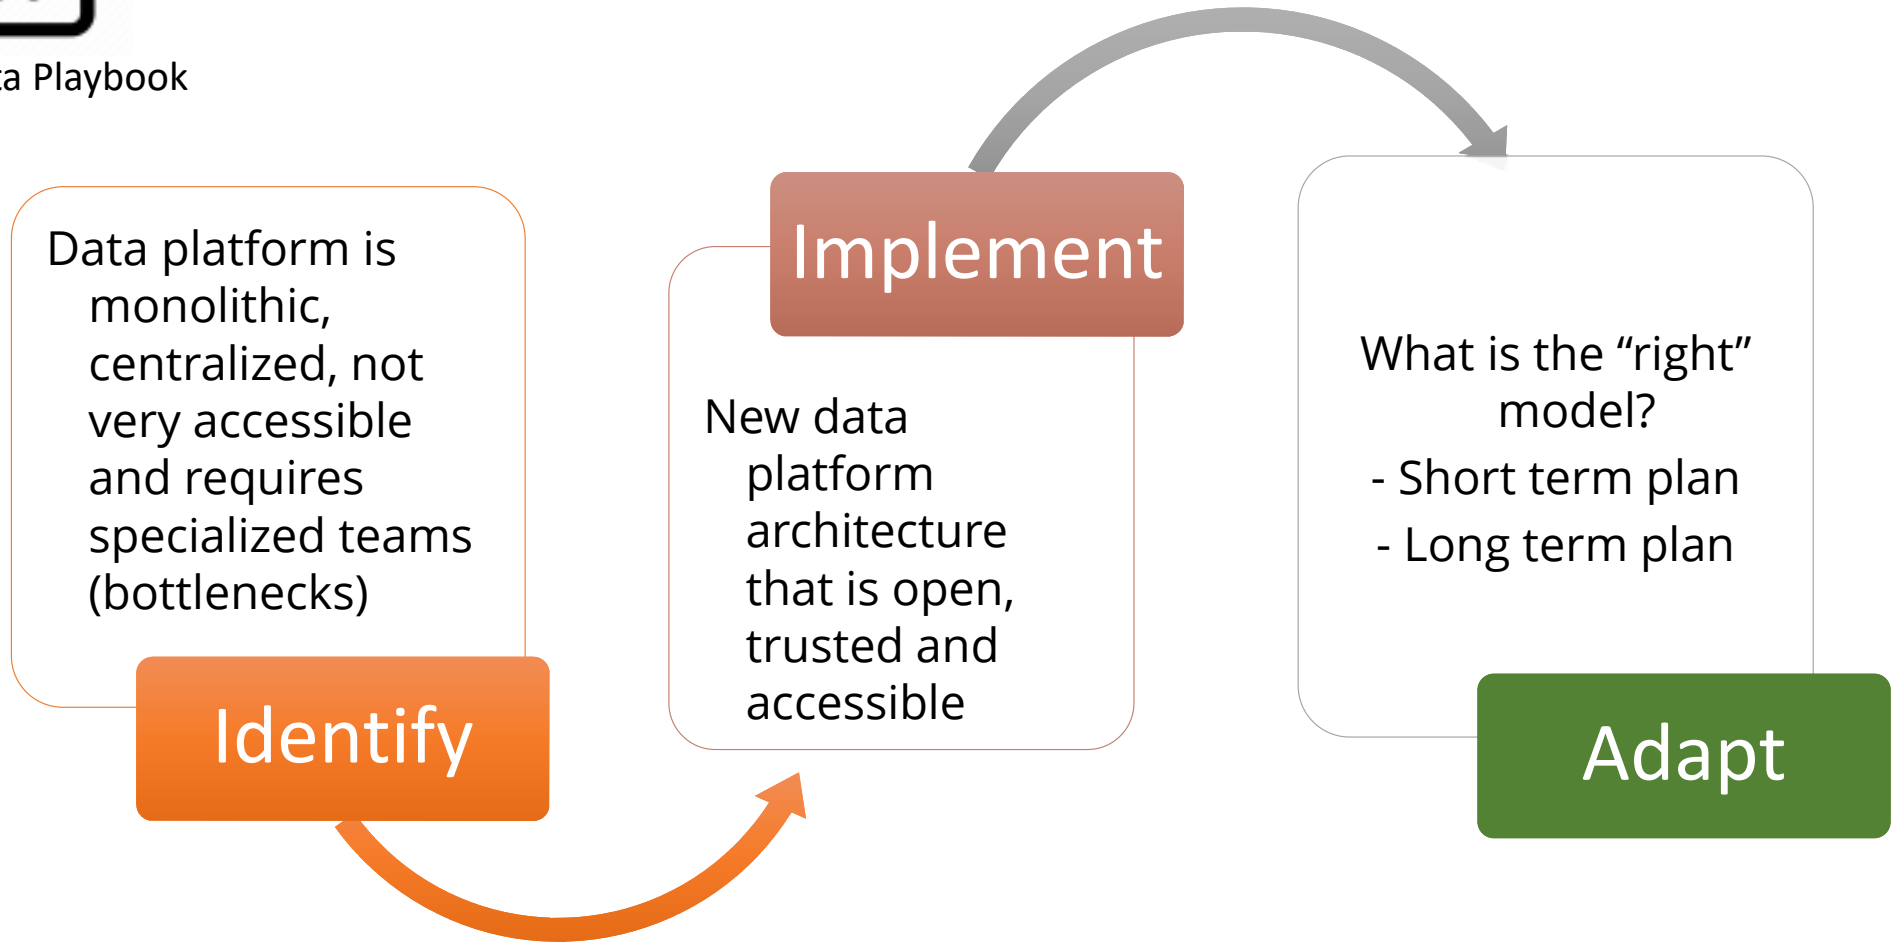 Playbook
Data platform is
monolithic,
centralized, not
very accessible
and requires
specialized teams
(bottlenecks)
Identify
Implement
New data
platform
architecture
that is open,
trusted and
accessible
What is the “right”
model?
- Short term plan
- Long term plan
Adapt